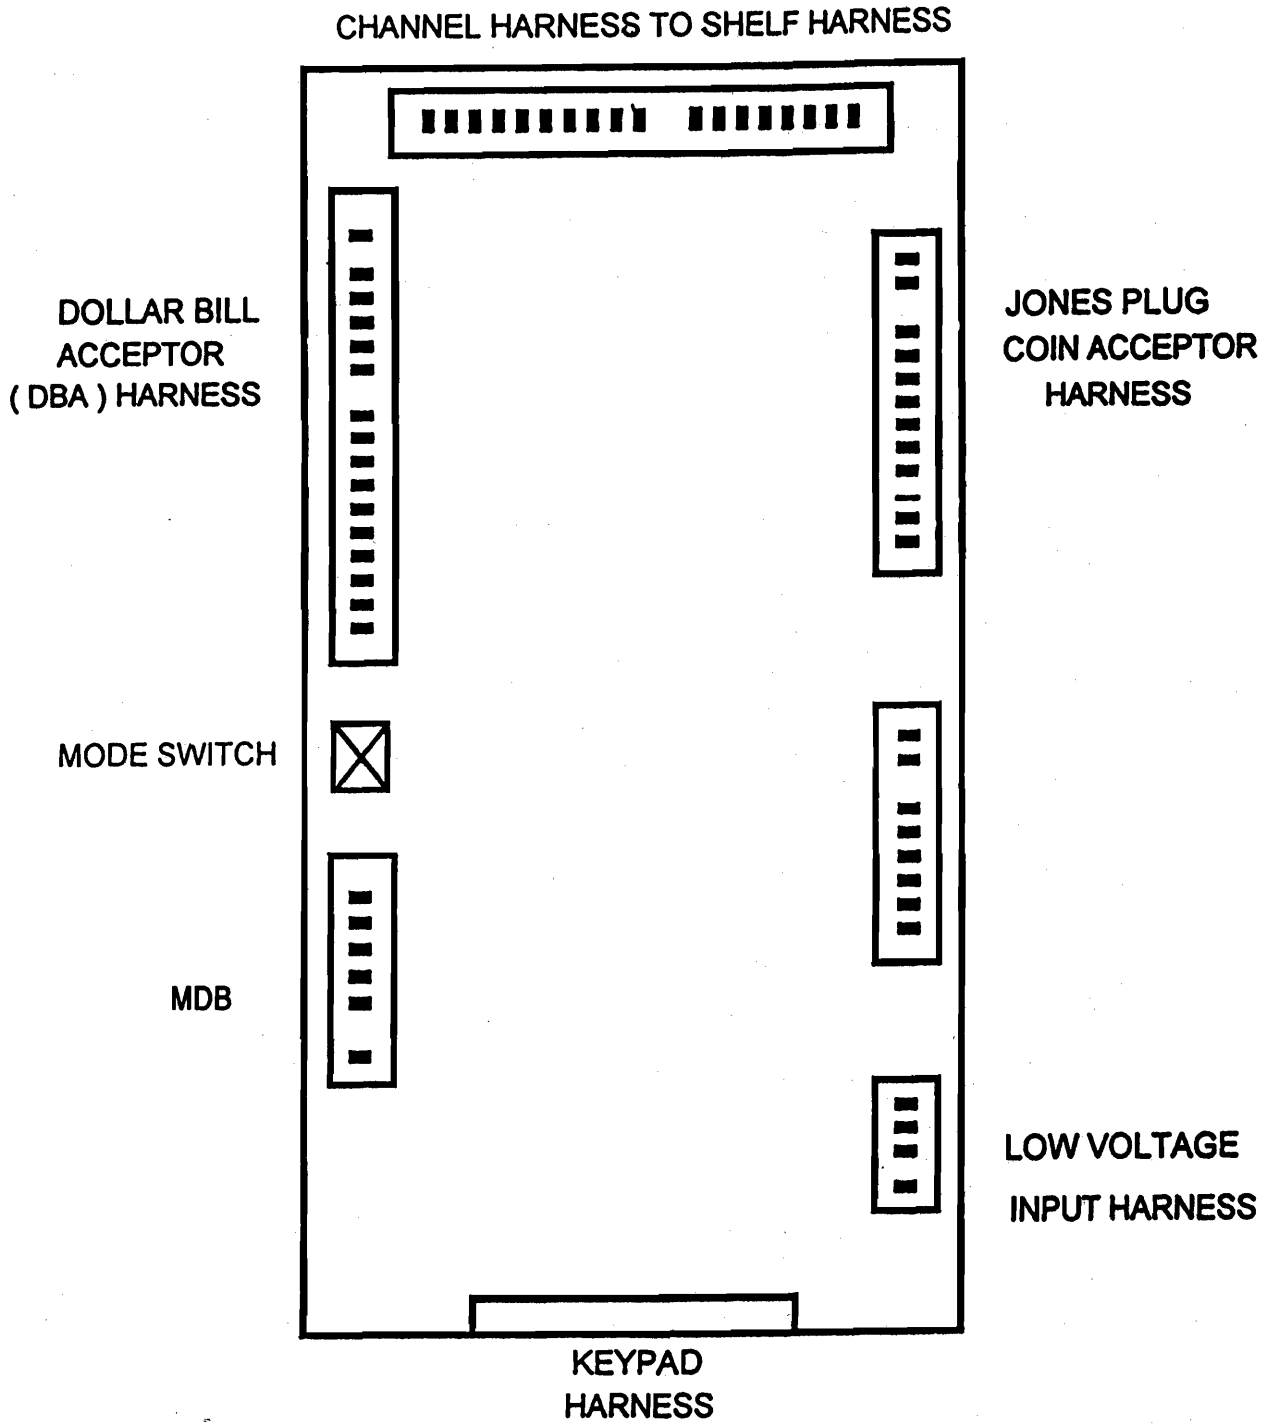 CHANNEL HARNESS TO SHELF HARNESS
DOLLAR BILL
ACCEPTOR
( DBA ) HARNESS
JONES PLUG
COIN ACCEPTOR
HARNESS
MODE SWITCH
MDB
LOW VOLTAGE
INPUT HARNESS
KEYPAD
HARNESS